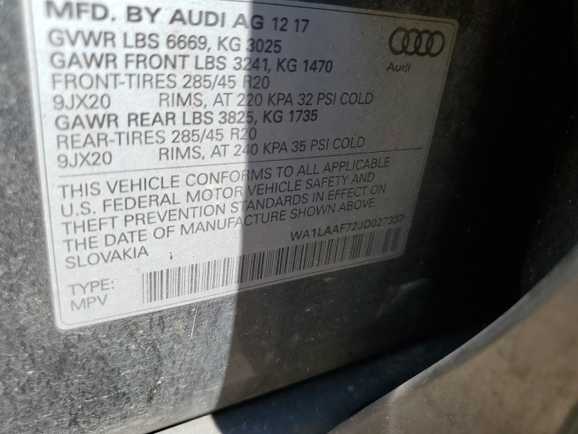 MFD. BY AUDI AG 12 17
GVWR LBS 6669, KG 3025
GAWR FRONT LBS 3241, KG 1470
FRONT-TIRES 285/45 R20
9JX20 RIMS, AT 220 KPA 32 PSI COLD
GAWR REAR LBS 3825, KG 1735
REAR-TIRES 285/45 R20
9JX20 RIMS, AT 240 KPA 35 PSI COLD
Audi
THIS VEHICLE CONFORMS TO ALL APPLICABLE
U.S. FEDERAL MOTOR VEHICLE SAFETY AND
THEFT PREVENTION STANDARDS IN EFFECT ON
THE DATE OF MANUFACTURE SHOWN ABOVE.
SLOVAKIA
TYPE:
MPV